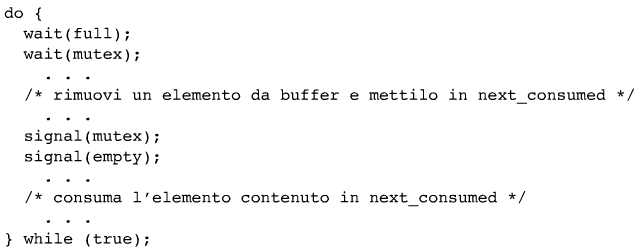 do {
  wait(full);
  wait(mutex);
    . . .
  /* rimuovi un elemento da buffer e mettilo in next_consumed */
    . . .
  signal(mutex);
  signal(empty);
    . . .
  /* consuma l’elemento contenuto in next_consumed */
    . . .
} while (true);